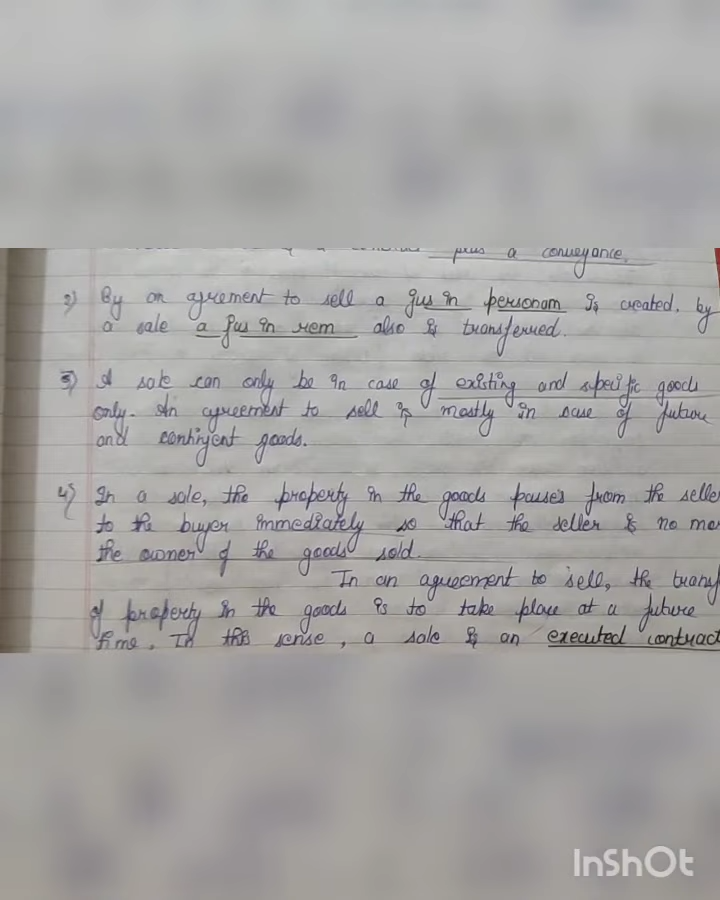 plus a conveyance.
2) By an agreement to sell a jus in personam is created. by
a sale a jus in rem also is transferred.
3) A sale can only be in case of existing and specific goods
only. An agreement to sell is mostly in case of future
and contingent goods.
4) In a sale, the property in the goods passes from the selle
to the buyer immediately so that the seller is no mo
the owner of the goods sold.
In an agreement to sell, the transf
of property in the goods is to take place at a future
time. In this sense, a sale is an executed contract
InShOt